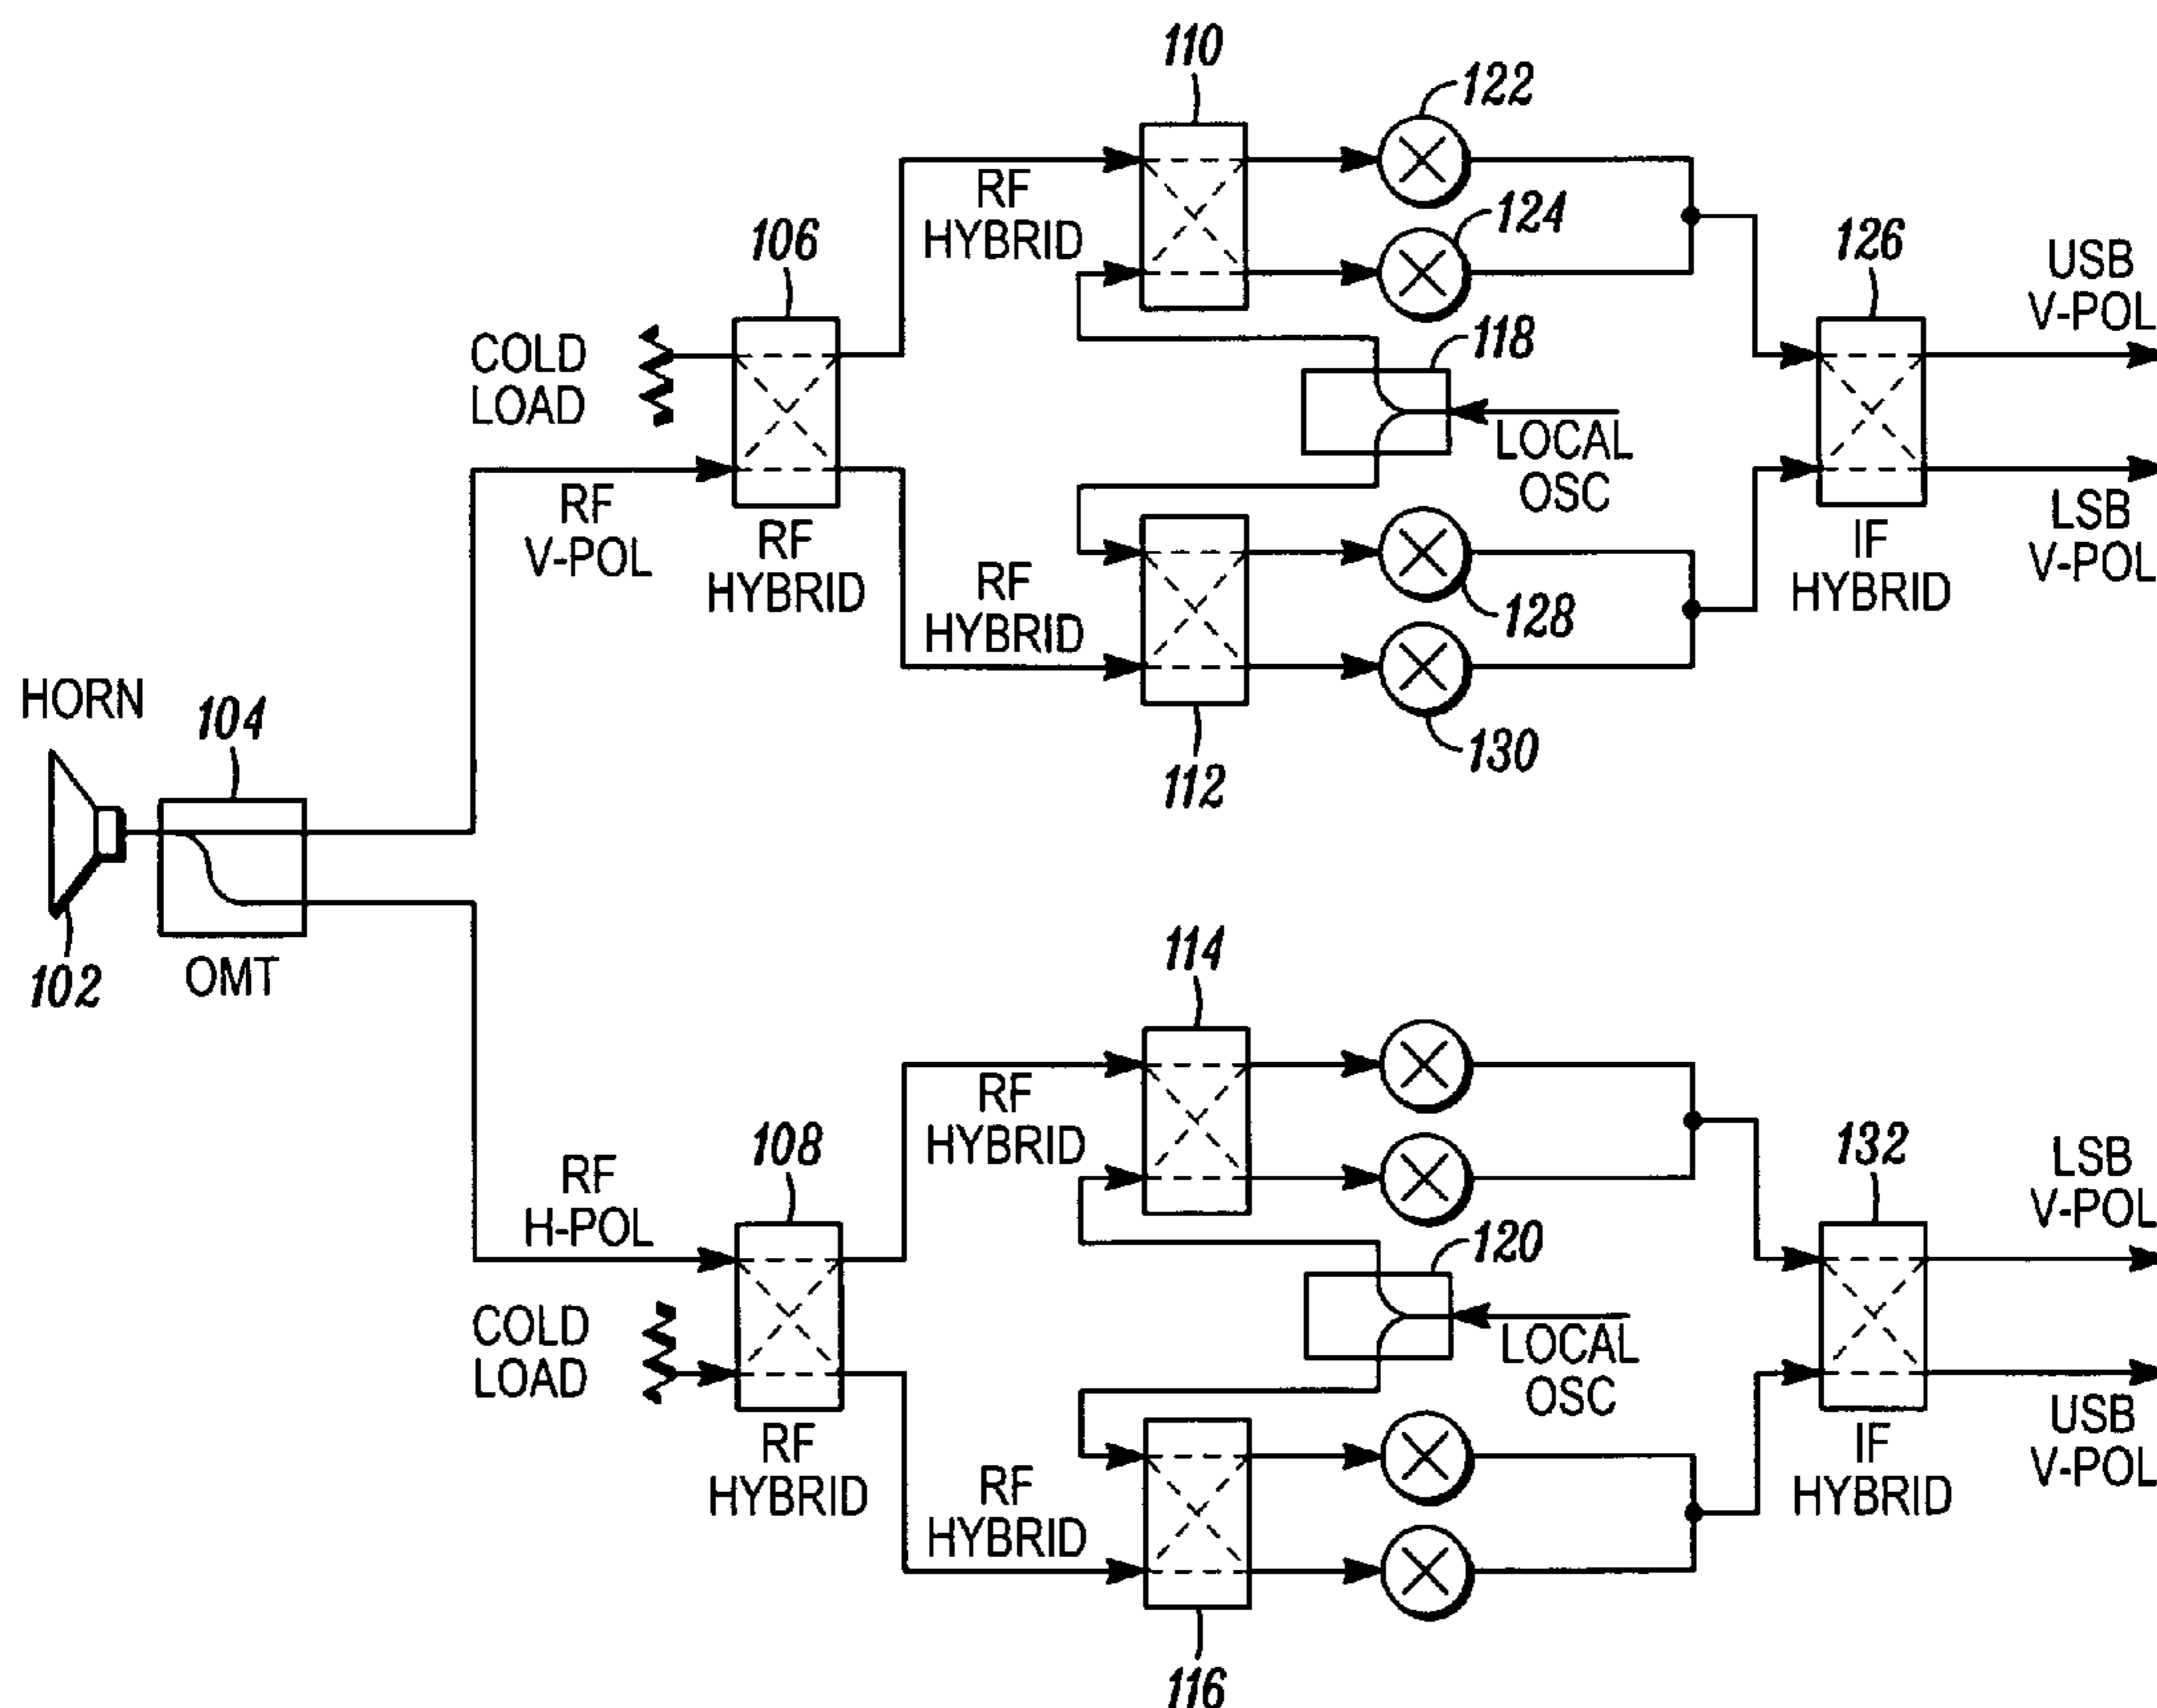 110
122
RF
HYBRID
124
106
126
USB
V-POL
COLD
LOAD
118
LOCAL
OSC
RF
V-POL
RF
HYBRID
LSB
V-POL
IF
HYBRID
RF
HYBRID
128
HORN
104
130
112
102
OMT
114
RF
HYBRID
108
132
LSB
V-POL
RF
H-POL
120
COLD
LOAD
LOCAL
OSC
RF
HYBRID
USB
V-POL
IF
HYBRID
RF
HYBRID
116